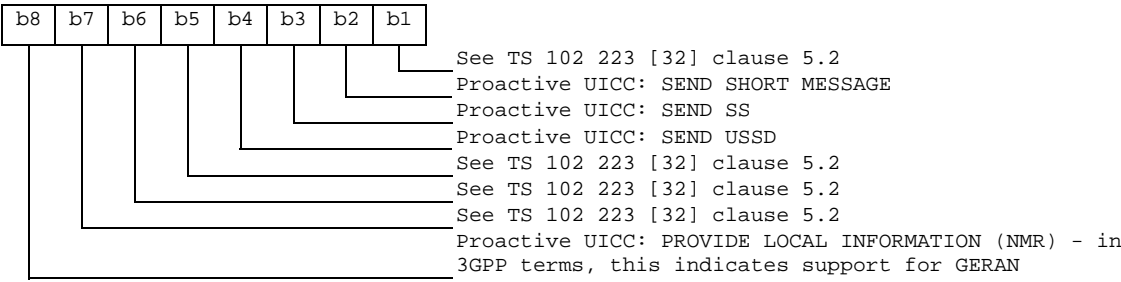 b8 b7 b6 b5 b4 b3 b2 b1
See TS 102 223 [32] clause 5.2
Proactive UICC: SEND SHORT MESSAGE
Proactive UICC: SEND SS
Proactive UICC: SEND USSD
See TS 102 223 [32] clause 5.2
See TS 102 223 [32] clause 5.2
See TS 102 223 [32] clause 5.2
Proactive UICC: PROVIDE LOCAL INFORMATION (NMR) - in
3GPP terms, this indicates support for GERAN